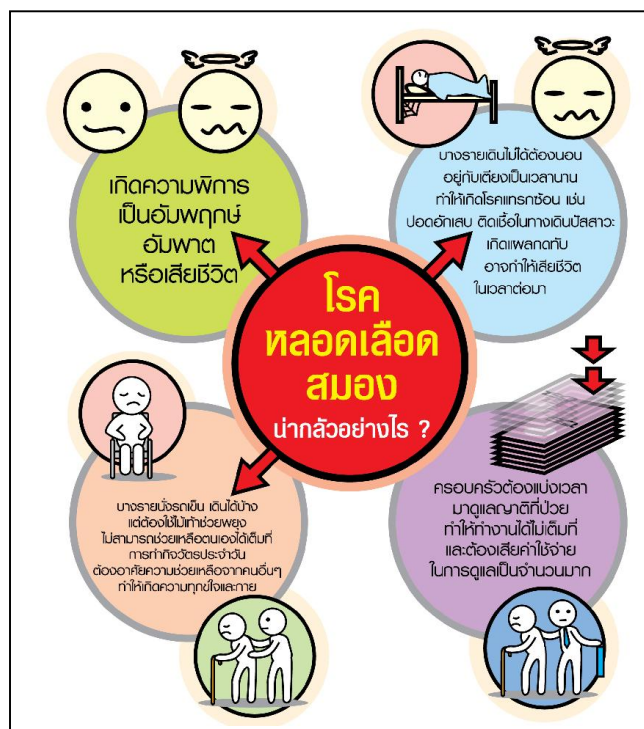 เกิดความพิการ
เป็นอัมพฤกษ์
อัมพาต
หรือเสียชีวิต
บางรายเดินไม่ได้ต้องนอน
อยู่กับเตียงเป็นเวลานาน
ทำให้เกิดโรคแทรกซ้อน เช่น
ปอดอักเสบ ติดเชื้อในทางเดินปัสสาวะ
เกิดแผลกดทับ
อาจทำให้เสียชีวิต
ในเวลาต่อมา
โรค
หลอดเลือด
สมอง
น่ากลัวอย่างไร ?
บางรายนั่งรถเข็น เดินได้บ้าง
แต่ต้องใช้ไม้เท้าช่วยพยุง
ไม่สามารถช่วยเหลือตนเองได้เต็มที่
การทำกิจวัตรประจำวัน
ต้องอาศัยความช่วยเหลือจากคนอื่นๆ
ทำให้เกิดความทุกข์ใจและกาย
ครอบครัวต้องแบ่งเวลา
มาดูแลญาติที่ป่วย
ทำให้ทำงานได้ไม่เต็มที่
และต้องเสียค่าใช้จ่าย
ในการดูแลเป็นจำนวนมาก